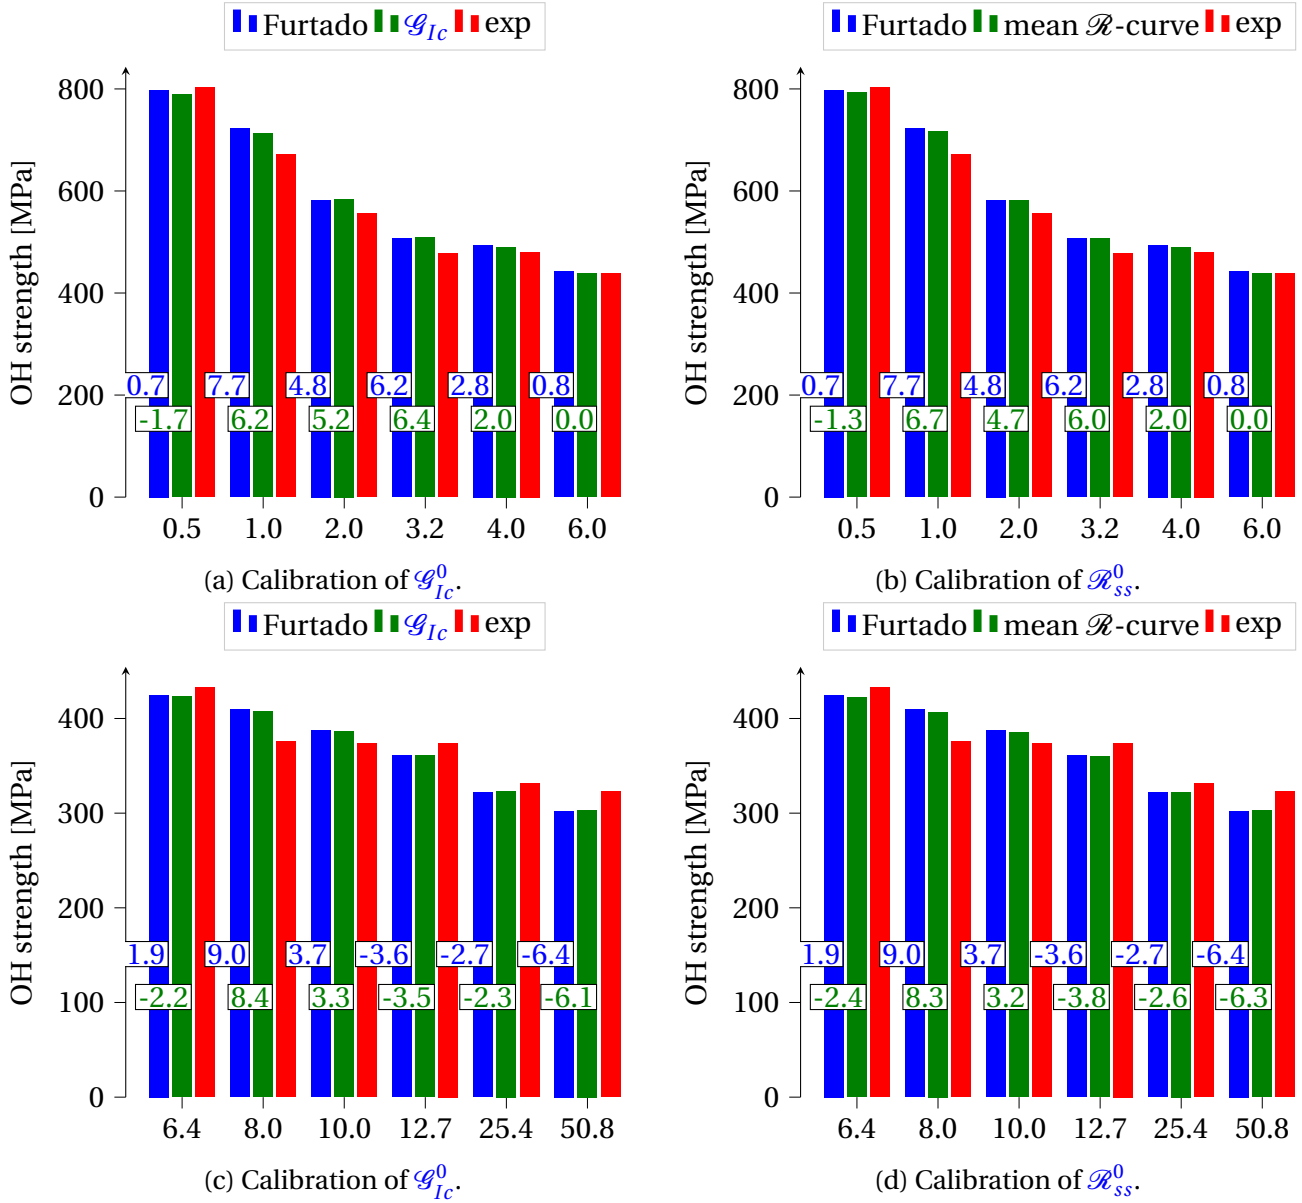 Furtado 𝒢Ic exp
OH strength [MPa]
800
600
400
200
0
0.7 7.7 4.8 6.2 2.8 0.8
-1.7 6.2 5.2 6.4 2.0 0.0
0.5 1.0 2.0 3.2 4.0 6.0
(a) Calibration of 𝒢⁰Ic.
Furtado mean ℛ-curve exp
OH strength [MPa]
800
600
400
200
0
0.7 7.7 4.8 6.2 2.8 0.8
-1.3 6.7 4.7 6.0 2.0 0.0
0.5 1.0 2.0 3.2 4.0 6.0
(b) Calibration of ℛ⁰ss.
Furtado 𝒢Ic exp
OH strength [MPa]
400
300
200
100
0
1.9 9.0 3.7 -3.6 -2.7 -6.4
-2.2 8.4 3.3 -3.5 -2.3 -6.1
6.4 8.0 10.0 12.7 25.4 50.8
(c) Calibration of 𝒢⁰Ic.
Furtado mean ℛ-curve exp
OH strength [MPa]
400
300
200
100
0
1.9 9.0 3.7 -3.6 -2.7 -6.4
-2.4 8.3 3.2 -3.8 -2.6 -6.3
6.4 8.0 10.0 12.7 25.4 50.8
(d) Calibration of ℛ⁰ss.